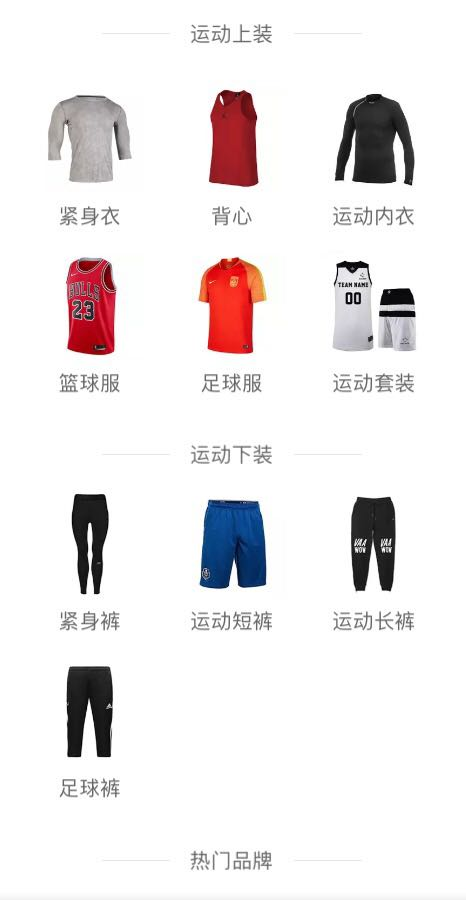 运动上装
紧身衣 背心 运动内衣
BULLS
23
TEAM NAME
00
篮球服 足球服 运动套装
运动下装
VAA VAA
WOW WOW
紧身裤 运动短裤 运动长裤
足球裤
热门品牌